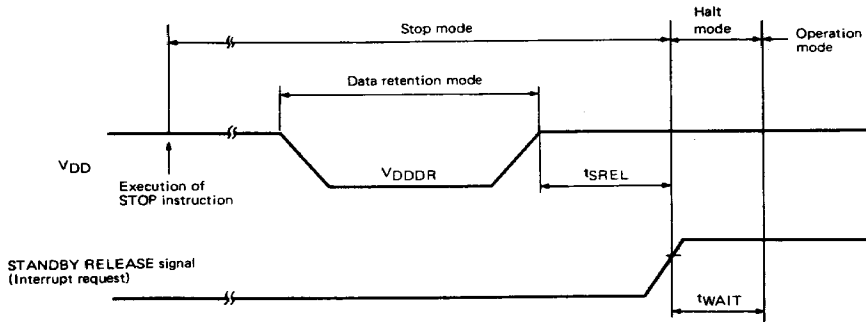 Stop mode
Halt
mode
Operation
mode
Data retention mode
VDD
VDDDR
tSREL
Execution of
STOP instruction
STANDBY RELEASE signal
(Interrupt request)
tWAIT